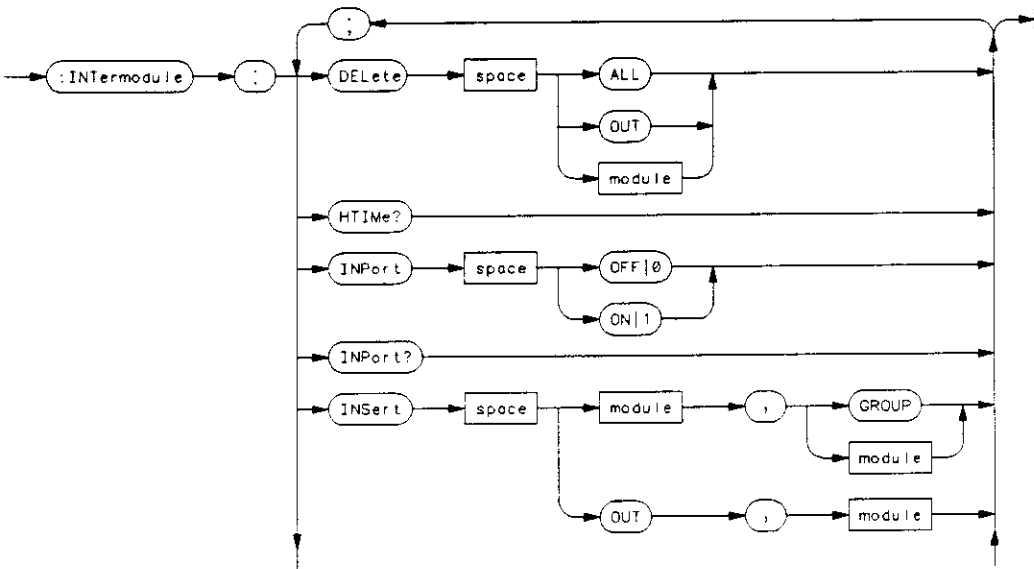 ;
:INTermodule : DELete space ALL
OUT
module
HTIMe?
INPort space OFF|0
ON|1
INPort?
INSert space module , GROUP
module
OUT , module